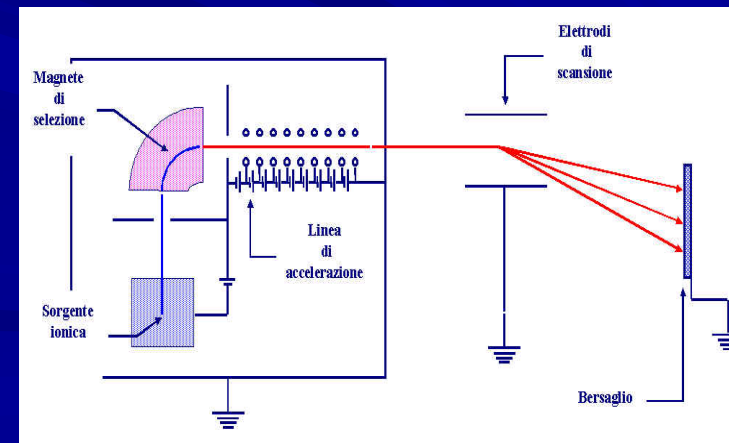 Elettrodi
di
scansione
Magnete
di
selezione
Linea
di
accelerazione
Sorgente
ionica
Bersaglio